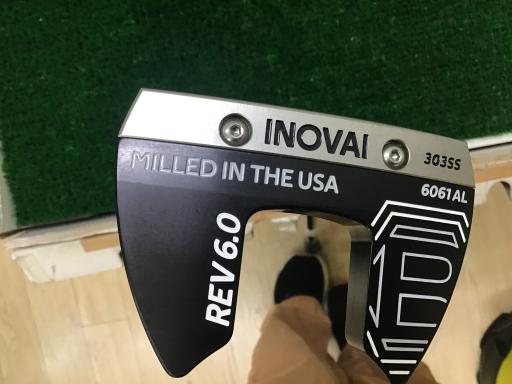 INOVAI
303SS
MILLED IN THE USA
6061AL
REV 6.0